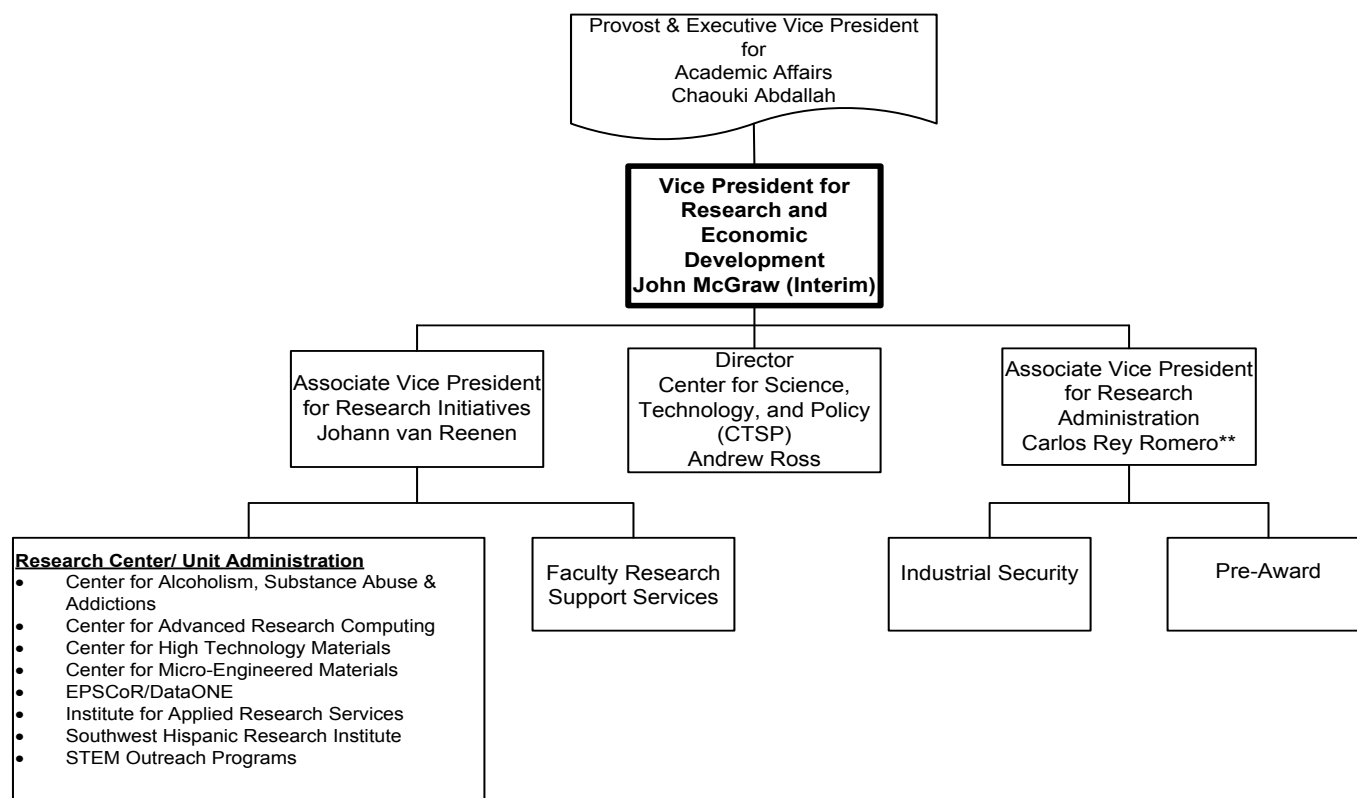 Provost & Executive Vice President
for
Academic Affairs
Chaouki Abdallah
Vice President for
Research and
Economic
Development
John McGraw (Interim)
Associate Vice President
for Research Initiatives
Johann van Reenen
Director
Center for Science,
Technology, and Policy
(CTSP)
Andrew Ross
Associate Vice President
for Research
Administration
Carlos Rey Romero**
Research Center/ Unit Administration
• Center for Alcoholism, Substance Abuse &
Addictions
• Center for Advanced Research Computing
• Center for High Technology Materials
• Center for Micro-Engineered Materials
• EPSCoR/DataONE
• Institute for Applied Research Services
• Southwest Hispanic Research Institute
• STEM Outreach Programs
Faculty Research
Support Services
Industrial Security
Pre-Award